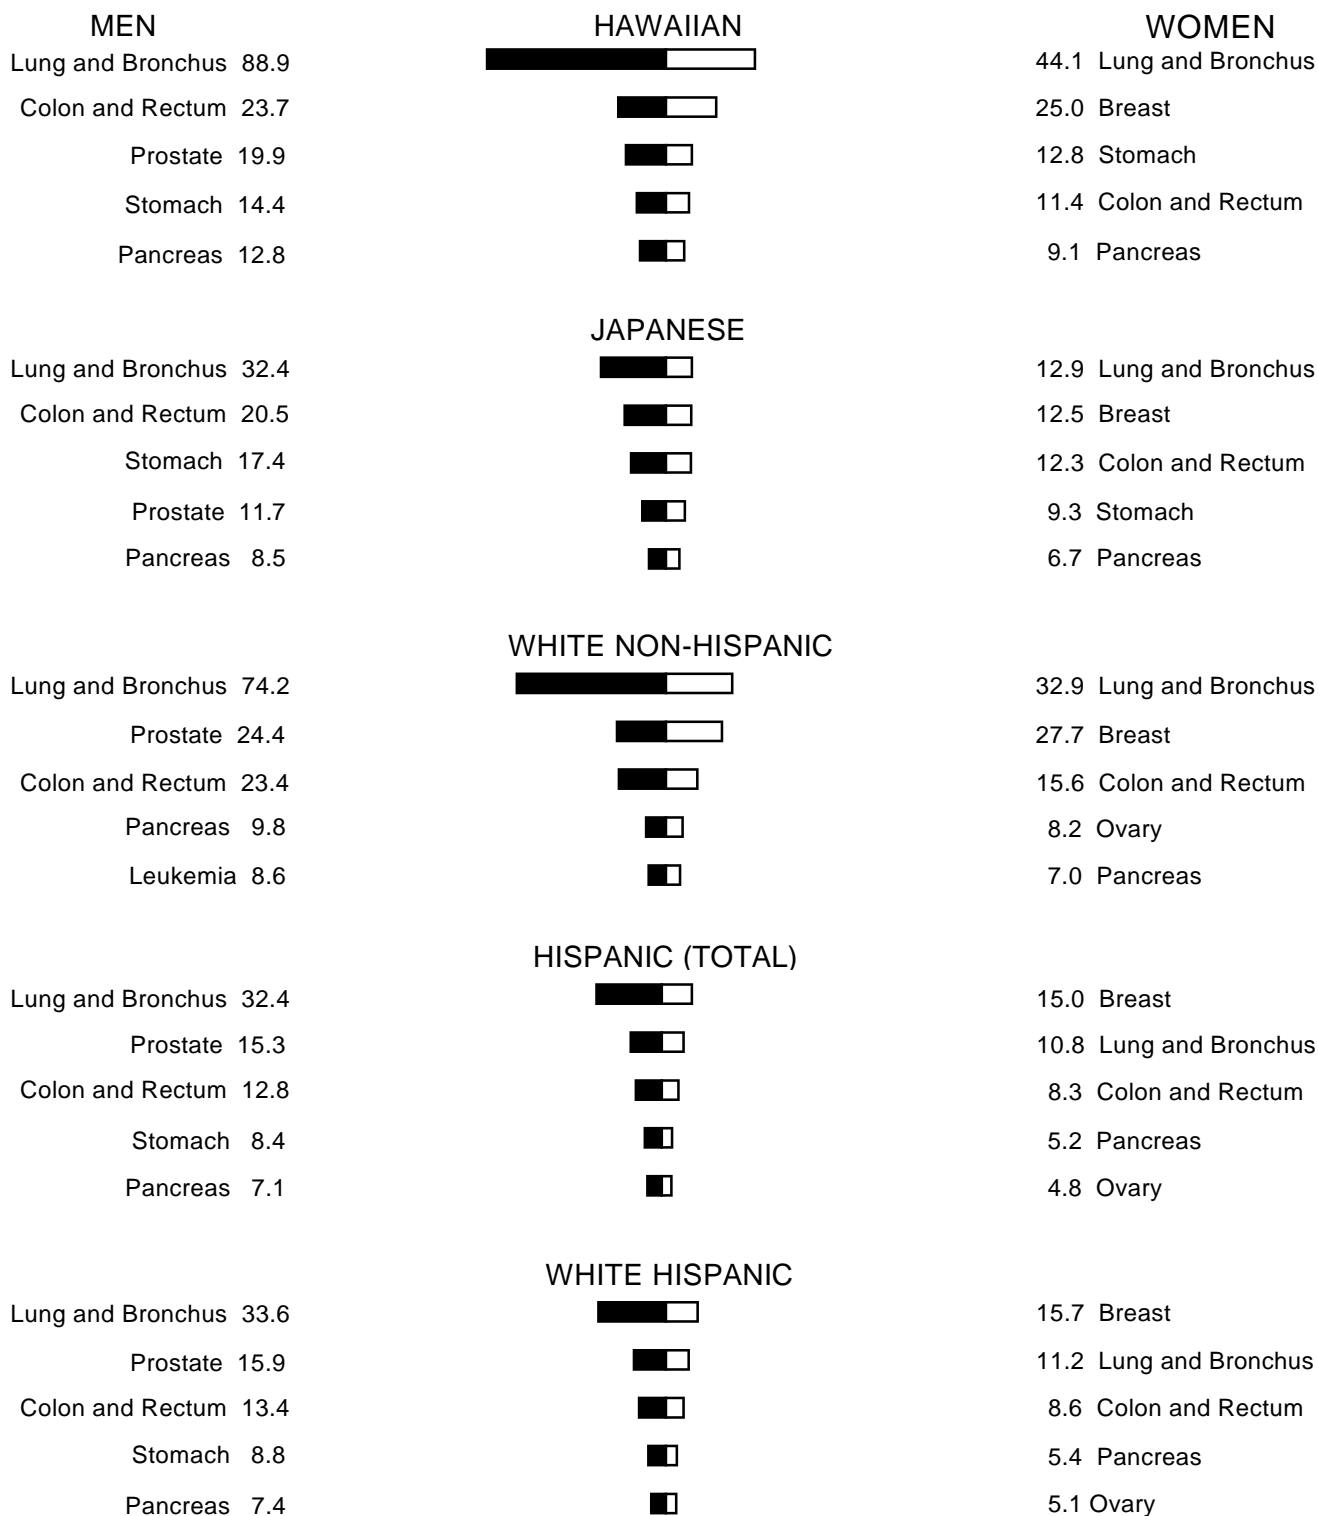 MEN HAWAIIAN WOMEN
Lung and Bronchus 88.9 44.1 Lung and Bronchus
Colon and Rectum 23.7 25.0 Breast
Prostate 19.9 12.8 Stomach
Stomach 14.4 11.4 Colon and Rectum
Pancreas 12.8 9.1 Pancreas
JAPANESE
Lung and Bronchus 32.4 12.9 Lung and Bronchus
Colon and Rectum 20.5 12.5 Breast
Stomach 17.4 12.3 Colon and Rectum
Prostate 11.7 9.3 Stomach
Pancreas 8.5 6.7 Pancreas
WHITE NON-HISPANIC
Lung and Bronchus 74.2 32.9 Lung and Bronchus
Prostate 24.4 27.7 Breast
Colon and Rectum 23.4 15.6 Colon and Rectum
Pancreas 9.8 8.2 Ovary
Leukemia 8.6 7.0 Pancreas
HISPANIC (TOTAL)
Lung and Bronchus 32.4 15.0 Breast
Prostate 15.3 10.8 Lung and Bronchus
Colon and Rectum 12.8 8.3 Colon and Rectum
Stomach 8.4 5.2 Pancreas
Pancreas 7.1 4.8 Ovary
WHITE HISPANIC
Lung and Bronchus 33.6 15.7 Breast
Prostate 15.9 11.2 Lung and Bronchus
Colon and Rectum 13.4 8.6 Colon and Rectum
Stomach 8.8 5.4 Pancreas
Pancreas 7.4 5.1 Ovary